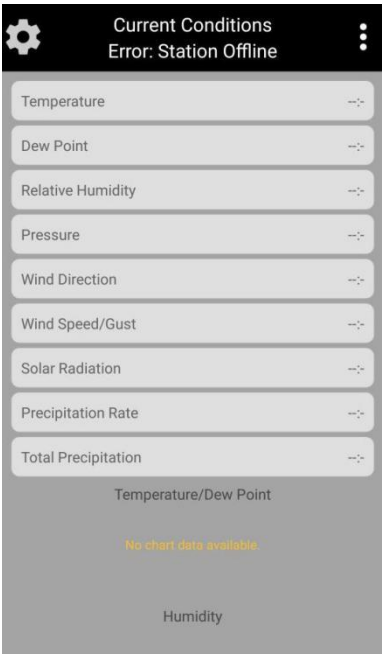 Current Conditions
Error: Station Offline
Temperature --:-
Dew Point --:-
Relative Humidity --:-
Pressure --:-
Wind Direction --:-
Wind Speed/Gust --:-
Solar Radiation --:-
Precipitation Rate --:-
Total Precipitation --:-
Temperature/Dew Point
No chart data available.
Humidity